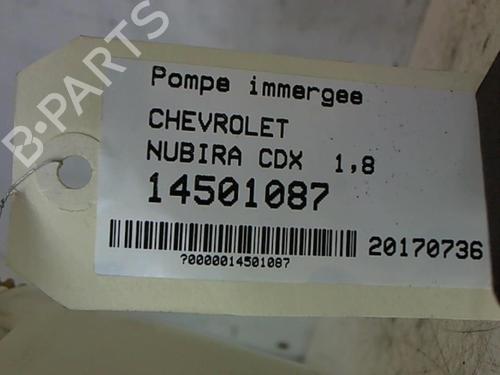 B-PARTS
Pompe immergee
CHEVROLET
NUBIRA CDX 1,8
14501087
20170736
?0000014501087